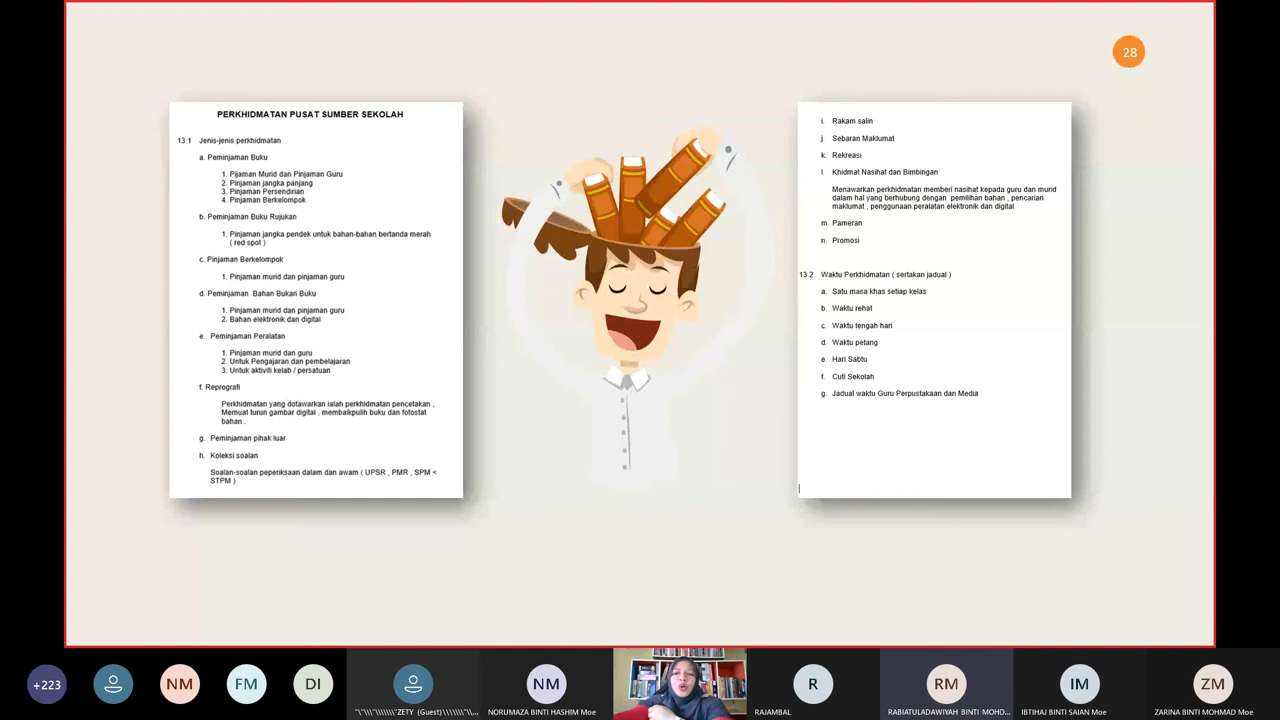 28
PERKHIDMATAN PUSAT SUMBER SEKOLAH
13.1 Jenis-jenis perkhidmatan
a. Peminjaman Buku
1. Pijaman Murid dan Pinjaman Guru
2. Pinjaman jangka panjang
3. Pinjaman Persendirian
4. Pinjaman Berkelompok
b. Peminjaman Buku Rujukan
1. Pinjaman jangka pendek untuk bahan-bahan bertanda merah
( red spot )
c. Pinjaman Berkelompok
1. Pinjaman murid dan pinjaman guru
d. Peminjaman Bahan Bukan Buku
1. Pinjaman murid dan pinjaman guru
2. Bahan elektronik dan digital
e. Peminjaman Peralatan
1. Pinjaman murid dan guru
2. Untuk Pengajaran dan pembelajaran
3. Untuk aktiviti kelab / persatuan
f. Reprografi
Perkhidmatan yang dotawarkan ialah perkhidmatan pencetakan ,
Memuat turun gambar digital , membaikpulih buku dan fotostat
bahan .
g. Peminjaman pihak luar
h. Koleksi soalan
Soalan-soalan peperiksaan dalam dan awam ( UPSR , PMR , SPM <
STPM )
i. Rakam salin
j. Sebaran Maklumat
k. Rekreasi
l. Khidmat Nasihat dan Bimbingan
Menawarkan perkhidmatan memberi nasihat kepada guru dan murid
dalam hal yang berhubung dengan pemilihan bahan , pencarian
maklumat , penggunaan peralatan elektronik dan digital.
m. Pameran
n. Promosi
13.2 Waktu Perkhidmatan ( sertakan jadual )
a. Satu masa khas setiap kelas
b. Waktu rehat
c. Waktu tengah hari
d. Waktu petang
e. Hari Sabtu
f. Cuti Sekolah
g. Jadual waktu Guru Perpustakaan dan Media
+223
NM
FM
DI
"\"\\\"\\\\\\\"ZETY (Guest)\\\\\\\"\\...
NM
NORUMAZA BINTI HASHIM Moe
R
RAJAMBAL
RM
RABIATULADAWIYAH BINTI MOHD...
IM
IBTIHAJ BINTI SAIAN Moe
ZM
ZARINA BINTI MOHMAD Moe